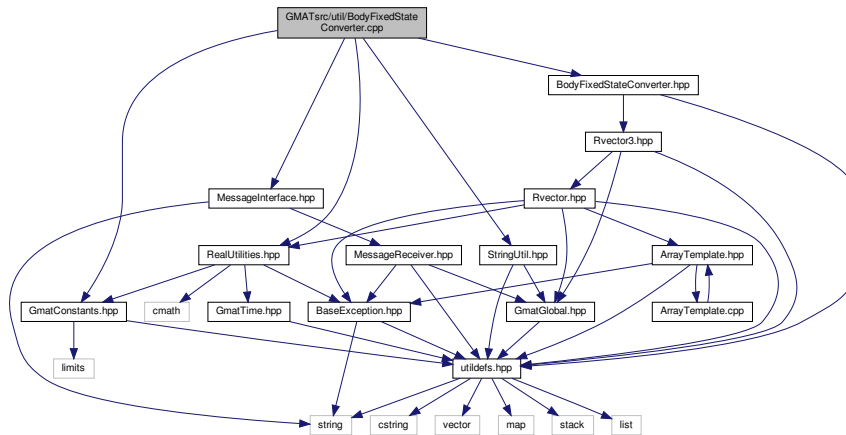 GMATsrc/util/BodyFixedState
Converter.cpp
BodyFixedStateConverter.hpp
Rvector3.hpp
MessageInterface.hpp
Rvector.hpp
RealUtilities.hpp
MessageReceiver.hpp
StringUtil.hpp
ArrayTemplate.hpp
GmatConstants.hpp
cmath
GmatTime.hpp
BaseException.hpp
GmatGlobal.hpp
ArrayTemplate.cpp
limits
utildefs.hpp
string
cstring
vector
map
stack
list